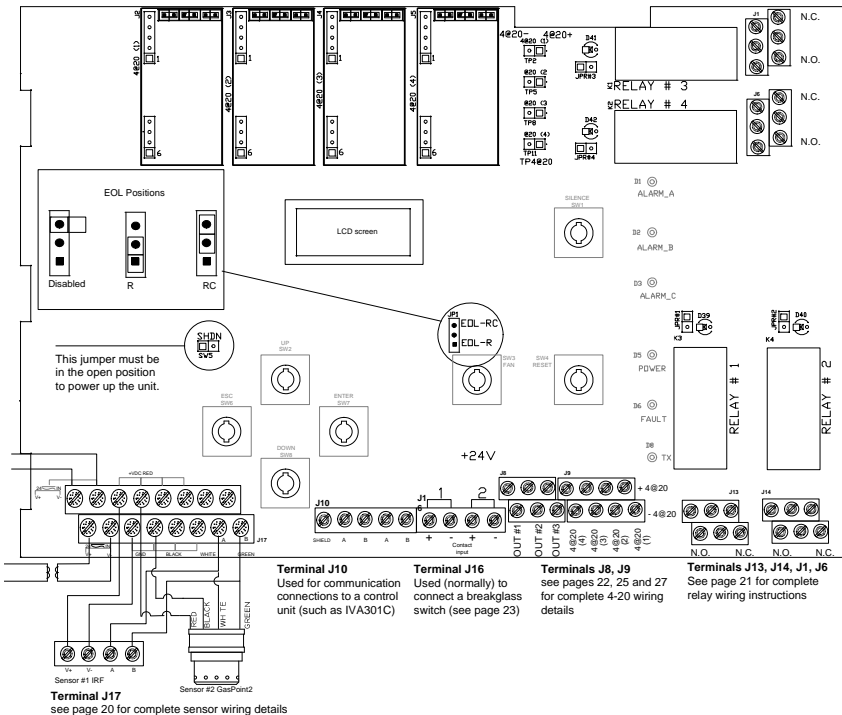 J2
J3
J4
J5
4@20 (1)
4@20 (2)
4@20 (3)
4@20 (4)
1
1
1
1
6
6
6
6
4@20- 4@20+
4@20 (1)
TP2
@20 (2
TP5
@20 (3
TP8
@20 (4)
TP11
TP4@20
D41
JPR#3
D42
JPR#4
K1
RELAY # 3
K2
RELAY # 4
J1
N.C.
N.O.
J6
N.C.
N.O.
EOL Positions
Disabled
R
RC
LCD screen
SILENCE
SW1
D1
ALARM_A
D2
ALARM_B
D3
ALARM_C
JP1
EOL-RC
EOL-R
SHDN
SW5
This jumper must be
in the open position
to power up the unit.
UP
SW2
SW3
FAN
SW4
RESET
D5
POWER
D6
FAULT
D8
TX
JPR#1
D39
K3
RELAY # 1
JPR#2
D40
K4
RELAY # 2
ESC
SW6
ENTER
SW7
DOWN
SW8
+24V
+VDC RED
V+
V-
J17
V+
V-
GND
BLACK
WHITE
GREEN
A
B
J10
SHIELD A B A B
J1
6
1
2
+ - + -
Contact
input
J8
J9
+ 4@20
- 4@20
OUT #1
OUT #2
OUT #3
4@20
(4)
4@20
(3)
4@20
(2)
4@20
(1)
J13
N.O. N.C.
J14
N.O. N.C.
Terminal J10
Used for communication
connections to a control
unit (such as IVA301C)
Terminal J16
Used (normally) to
connect a breakglass
switch (see page 23)
Terminals J8, J9
see pages 22, 25 and 27
for complete 4-20 wiring
details
Terminals J13, J14, J1, J6
See page 21 for complete
relay wiring instructions
RED
BLACK
WHITE
GREEN
V+ V- A B
Sensor #1 IRF
Sensor #2 GasPoint2
Terminal J17
see page 20 for complete sensor wiring details